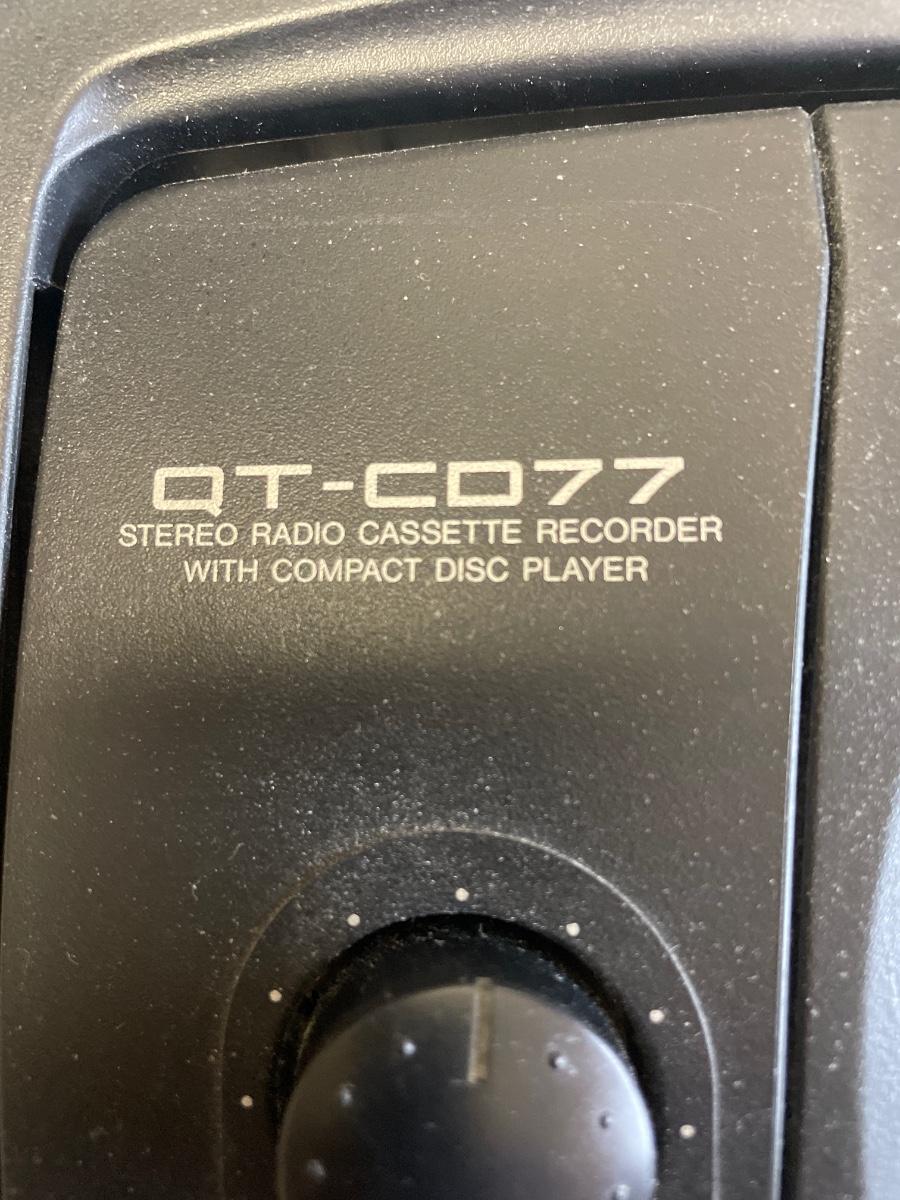 QT-CD77
STEREO RADIO CASSETTE RECORDER
WITH COMPACT DISC PLAYER